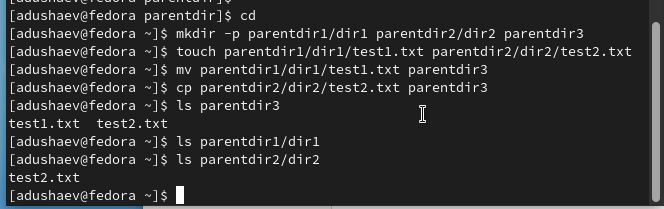 [adushaev@fedora parentdir]$ cd
[adushaev@fedora ~]$ mkdir -p parentdir1/dir1 parentdir2/dir2 parentdir3
[adushaev@fedora ~]$ touch parentdir1/dir1/test1.txt parentdir2/dir2/test2.txt
[adushaev@fedora ~]$ mv parentdir1/dir1/test1.txt parentdir3
[adushaev@fedora ~]$ cp parentdir2/dir2/test2.txt parentdir3
[adushaev@fedora ~]$ ls parentdir3
test1.txt  test2.txt
[adushaev@fedora ~]$ ls parentdir1/dir1
[adushaev@fedora ~]$ ls parentdir2/dir2
test2.txt
[adushaev@fedora ~]$